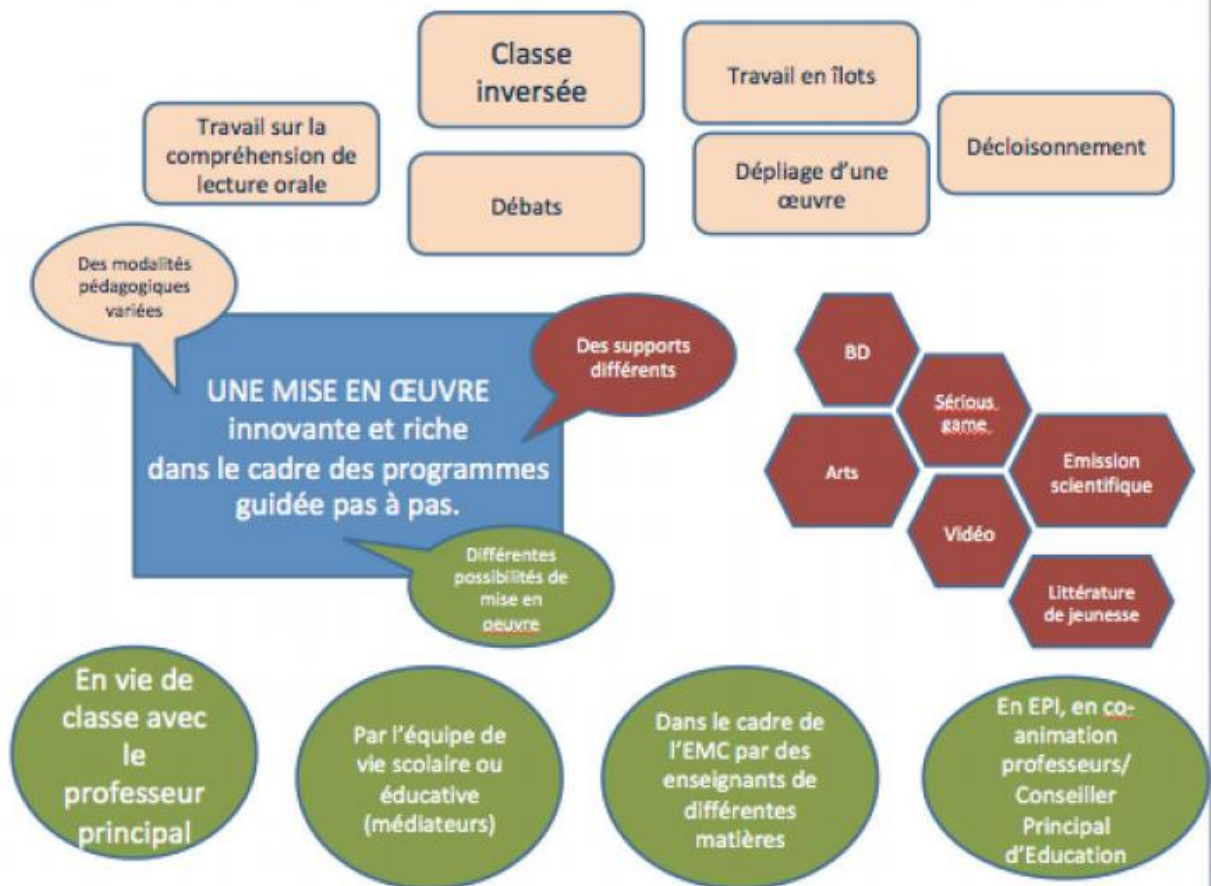 Classe
inversée
Travail en îlots
Travail sur la
compréhension de
lecture orale
Décloisonnement
Débats
Dépliage d'une
œuvre
Des modalités
pédagogiques
variées
UNE MISE EN ŒUVRE
innovante et riche
dans le cadre des programmes
guidée pas à pas.
Des supports
différents
BD
Sérious
game
Arts
Emission
scientifique
Vidéo
Littérature
de jeunesse
Différentes
possibilités de
mise en
oeuvre
En vie de
classe avec
le
professeur
principal
Par l'équipe de
vie scolaire ou
éducative
(médiateurs)
Dans le cadre de
l'EMC par des
enseignants de
différentes
matières
En EPI, en co-
animation
professeurs/
Conseiller
Principal
d'Education